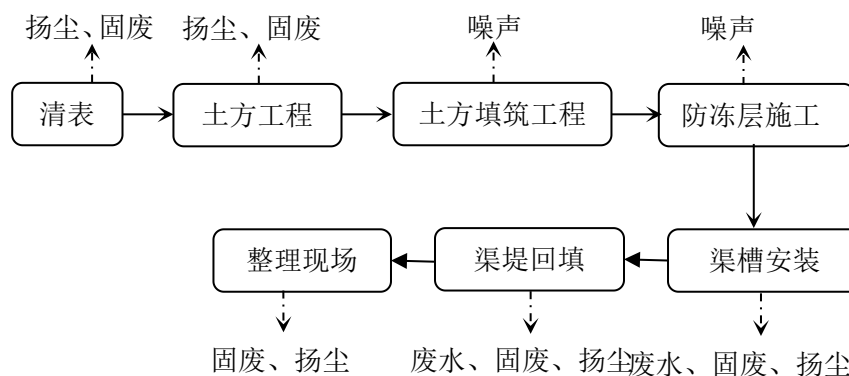 扬尘、固废
扬尘、固废
噪声
噪声
清表
土方工程
土方填筑工程
防冻层施工
整理现场
渠堤回填
渠槽安装
固废、扬尘
废水、固废、扬尘
废水、固废、扬尘